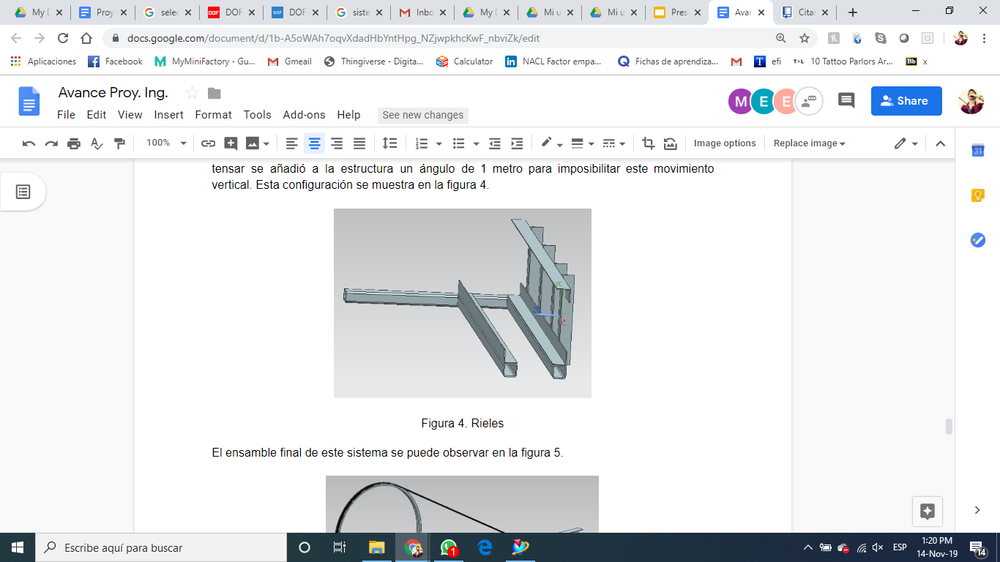 My D
Proy
selec
DOF
DOF
siste
Inbo
My D
Mi u
Mi u
Pres
Avan
Citar
docs.google.com/document/d/1b-A5oWAh7oqvXdadHbYntHpg_NZjwpkhcKwF_nbviZk/edit
Aplicaciones
Facebook
MyMiniFactory - Gu...
Gmeail
Thingiverse - Digita...
Calculator
NACL Factor empa...
Fichas de aprendiza...
efi
10 Tattoo Parlors Ar...
x
Avance Proy. Ing.
M E E
Share
File Edit View Insert Format Tools Add-ons Help See new changes
100%
Image options
Replace image
31
tensar se añadió a la estructura un ángulo de 1 metro para imposibilitar este movimiento
vertical. Esta configuración se muestra en la figura 4.
YC
Figura 4. Rieles
El ensamble final de este sistema se puede observar en la figura 5.
Escribe aquí para buscar
1
ESP
1:20 PM
14-Nov-19
14